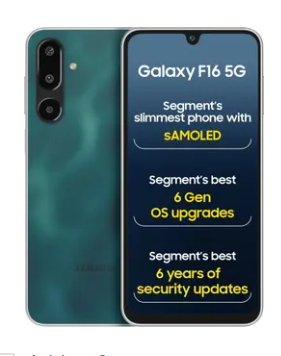 Galaxy F16 5G
Segment's
slimmest phone with
sAMOLED
Segment's best
6 Gen
OS upgrades
Segment's best
6 years of
security updates